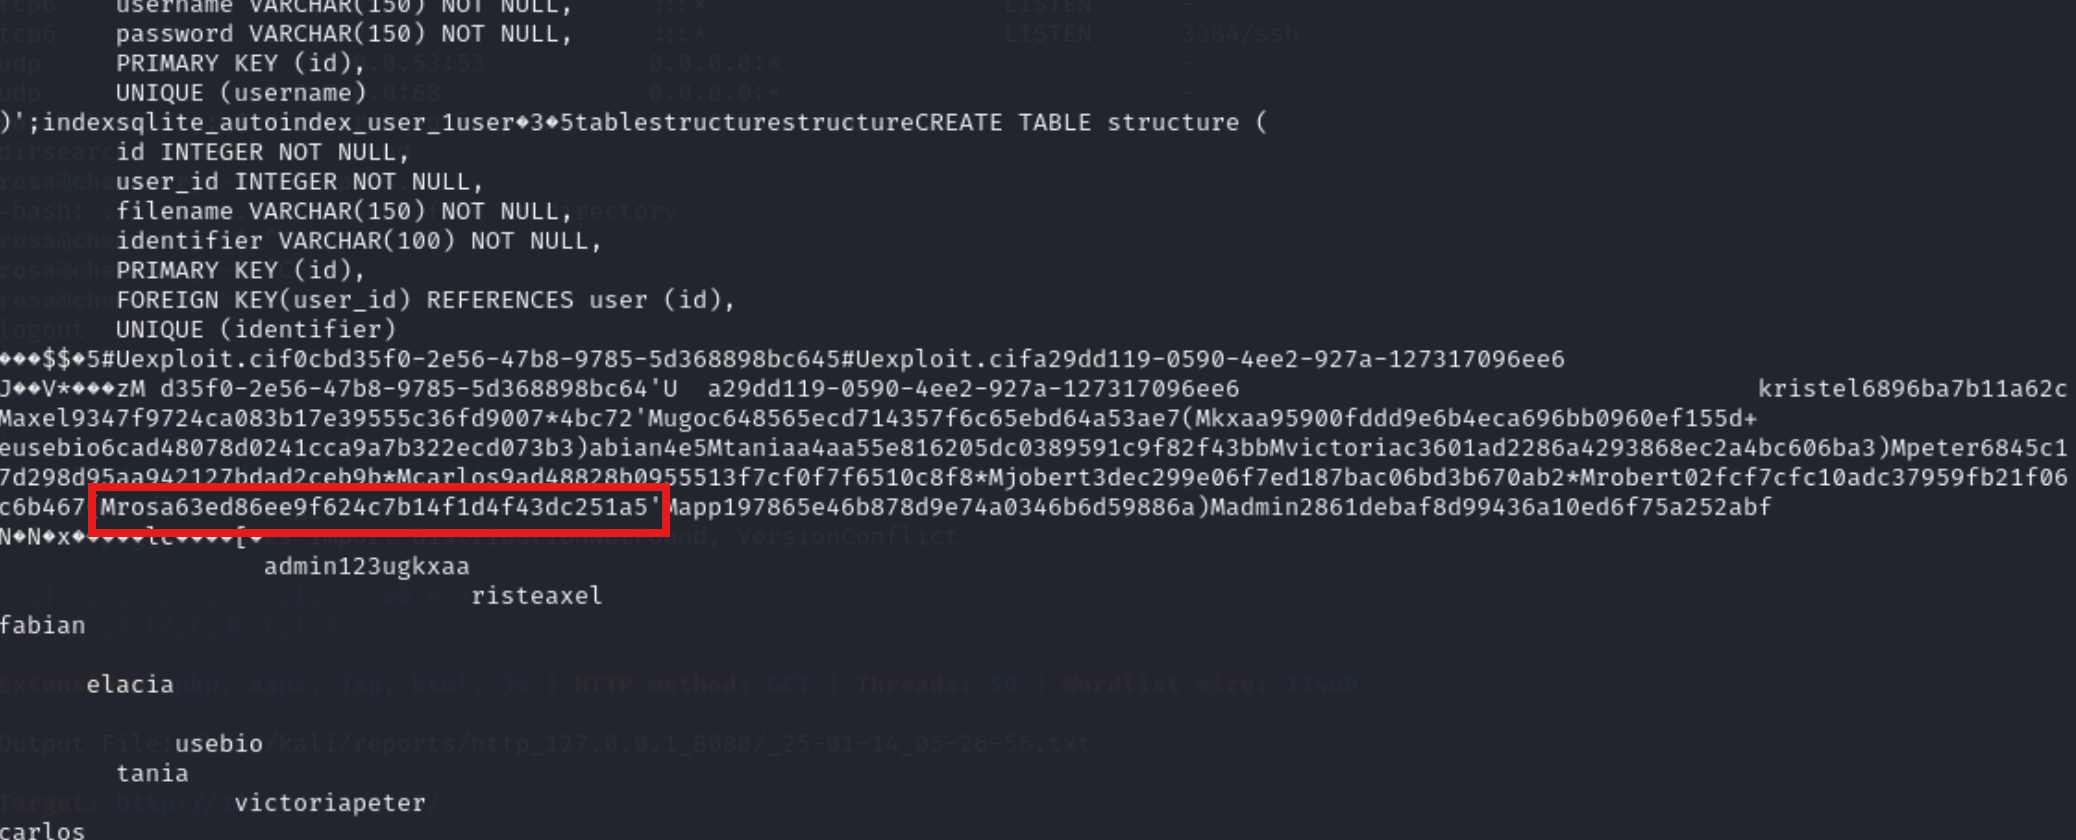 username VARCHAR(150) NOT NULL,
password VARCHAR(150) NOT NULL,
PRIMARY KEY (id),
UNIQUE (username)
)';indexsqlite_autoindex_user_1user�3�5tablestructurestructureCREATE TABLE structure (
id INTEGER NOT NULL,
user_id INTEGER NOT NULL,
filename VARCHAR(150) NOT NULL,
identifier VARCHAR(100) NOT NULL,
PRIMARY KEY (id),
FOREIGN KEY(user_id) REFERENCES user (id),
UNIQUE (identifier)
���$$�5#Uexploit.cif0cbd35f0-2e56-47b8-9785-5d368898bc645#Uexploit.cifa29dd119-0590-4ee2-927a-127317096ee6
J��V*���zM d35f0-2e56-47b8-9785-5d368898bc64'U a29dd119-0590-4ee2-927a-127317096ee6 kristel6896ba7b11a62c
Maxel9347f9724ca083b17e39555c36fd9007*4bc72'Mugoc648565ecd714357f6c65ebd64a53ae7(Mkxaa95900fddd9e6b4eca696bb0960ef155d+
eusebio6cad48078d0241cca9a7b322ecd073b3)abian4e5Mtaniaa4aa55e816205dc0389591c9f82f43bbMvictoriac3601ad2286a4293868ec2a4bc606ba3)Mpeter6845c1
7d298d95aa942127bdad2ceb9b*Mcarlos9ad48828b0955513f7cf0f7f6510c8f8*Mjobert3dec299e06f7ed187bac06bd3b670ab2*Mrobert02fcf7cfc10adc37959fb21f06
c6b467 Mrosa63ed86ee9f624c7b14f1d4f43dc251a5'Mapp197865e46b878d9e74a0346b6d59886a)Madmin2861debaf8d99436a10ed6f75a252abf
admin123ugkxaa
risteaxel
fabian
elacia
usebio
tania
victoriapeter
carlos